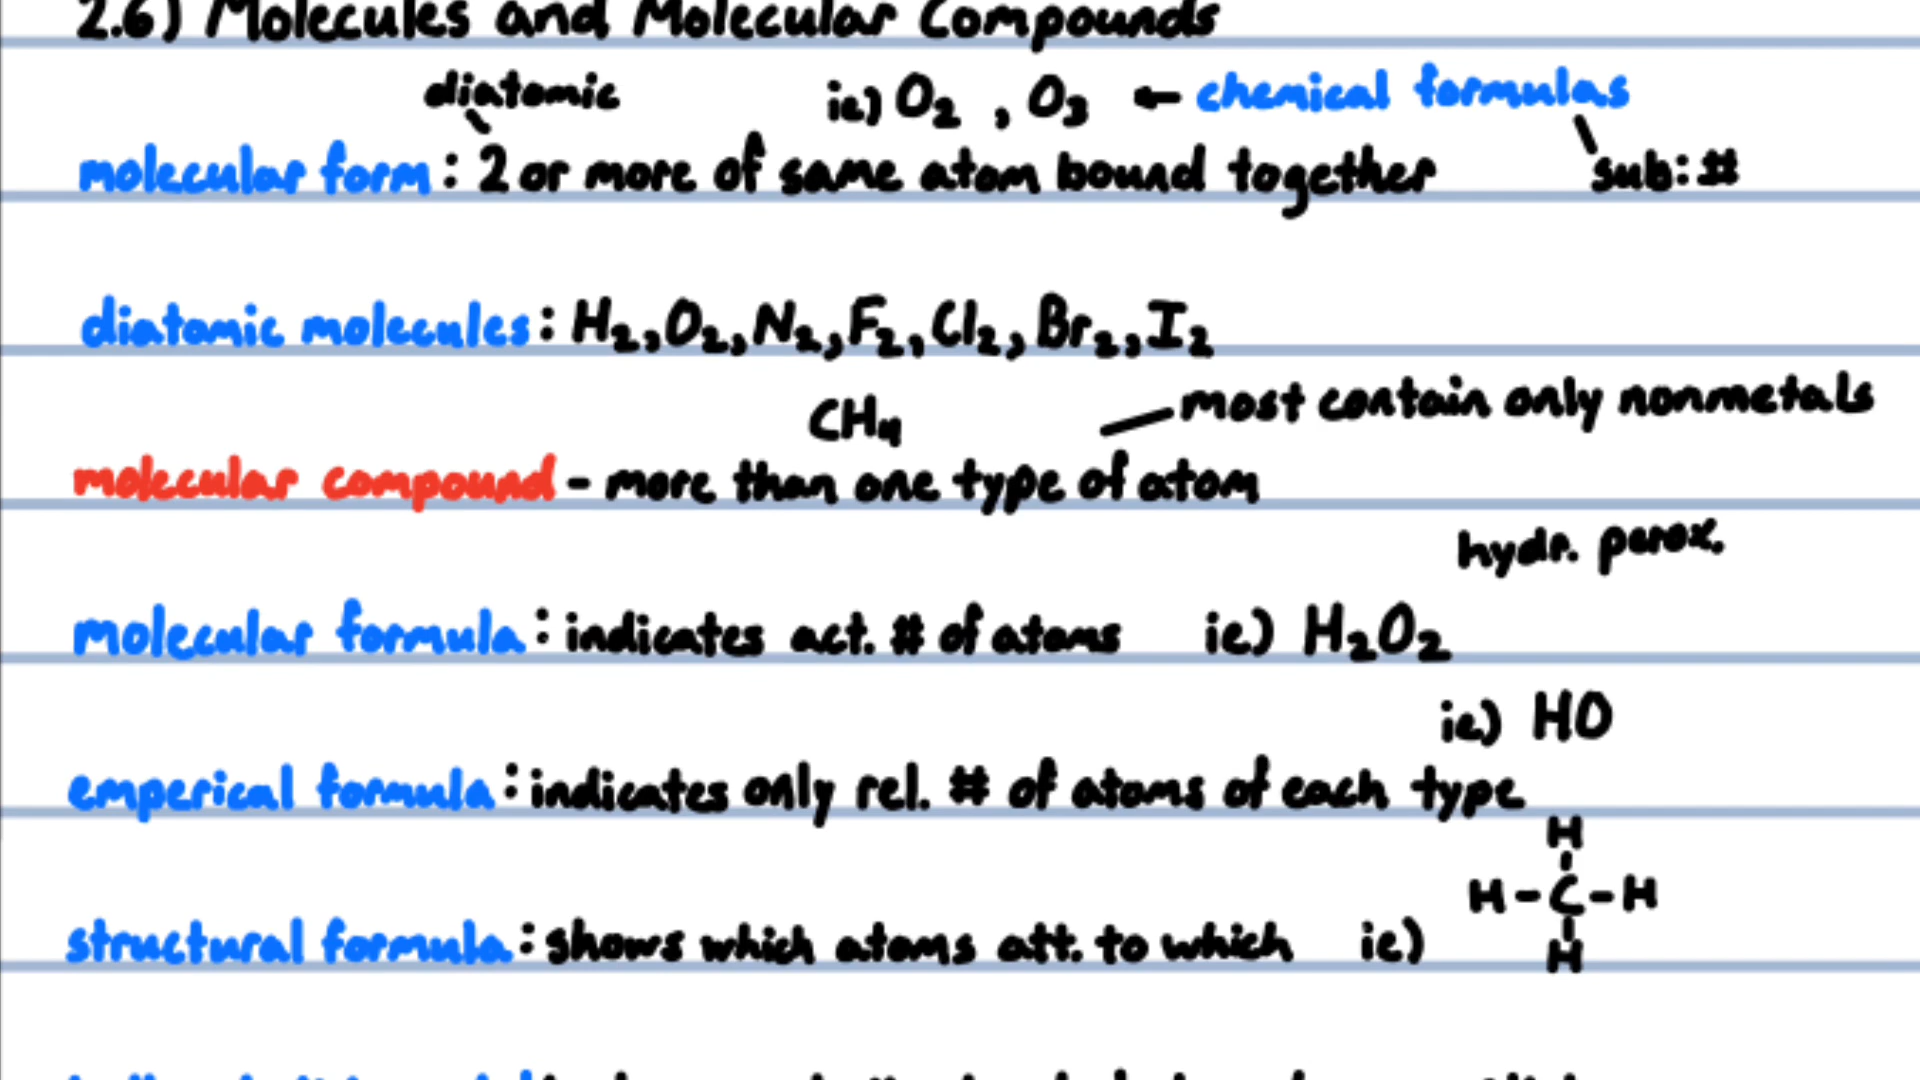 2.6) Molecules and Molecular Compounds
diatomic ie) O₂ , O₃ ← chemical formulas
molecular form : 2 or more of same atom bound together sub: #
diatomic molecules : H₂, O₂, N₂, F₂, Cl₂, Br₂, I₂
CH₄ most contain only nonmetals
molecular compound - more than one type of atom
hydr. perox.
molecular formula : indicates act. # of atoms ie) H₂O₂
ie) HO
emperical formula : indicates only rel. # of atoms of each type
H
H-C-H
structural formula : shows which atoms att. to which ie)
H